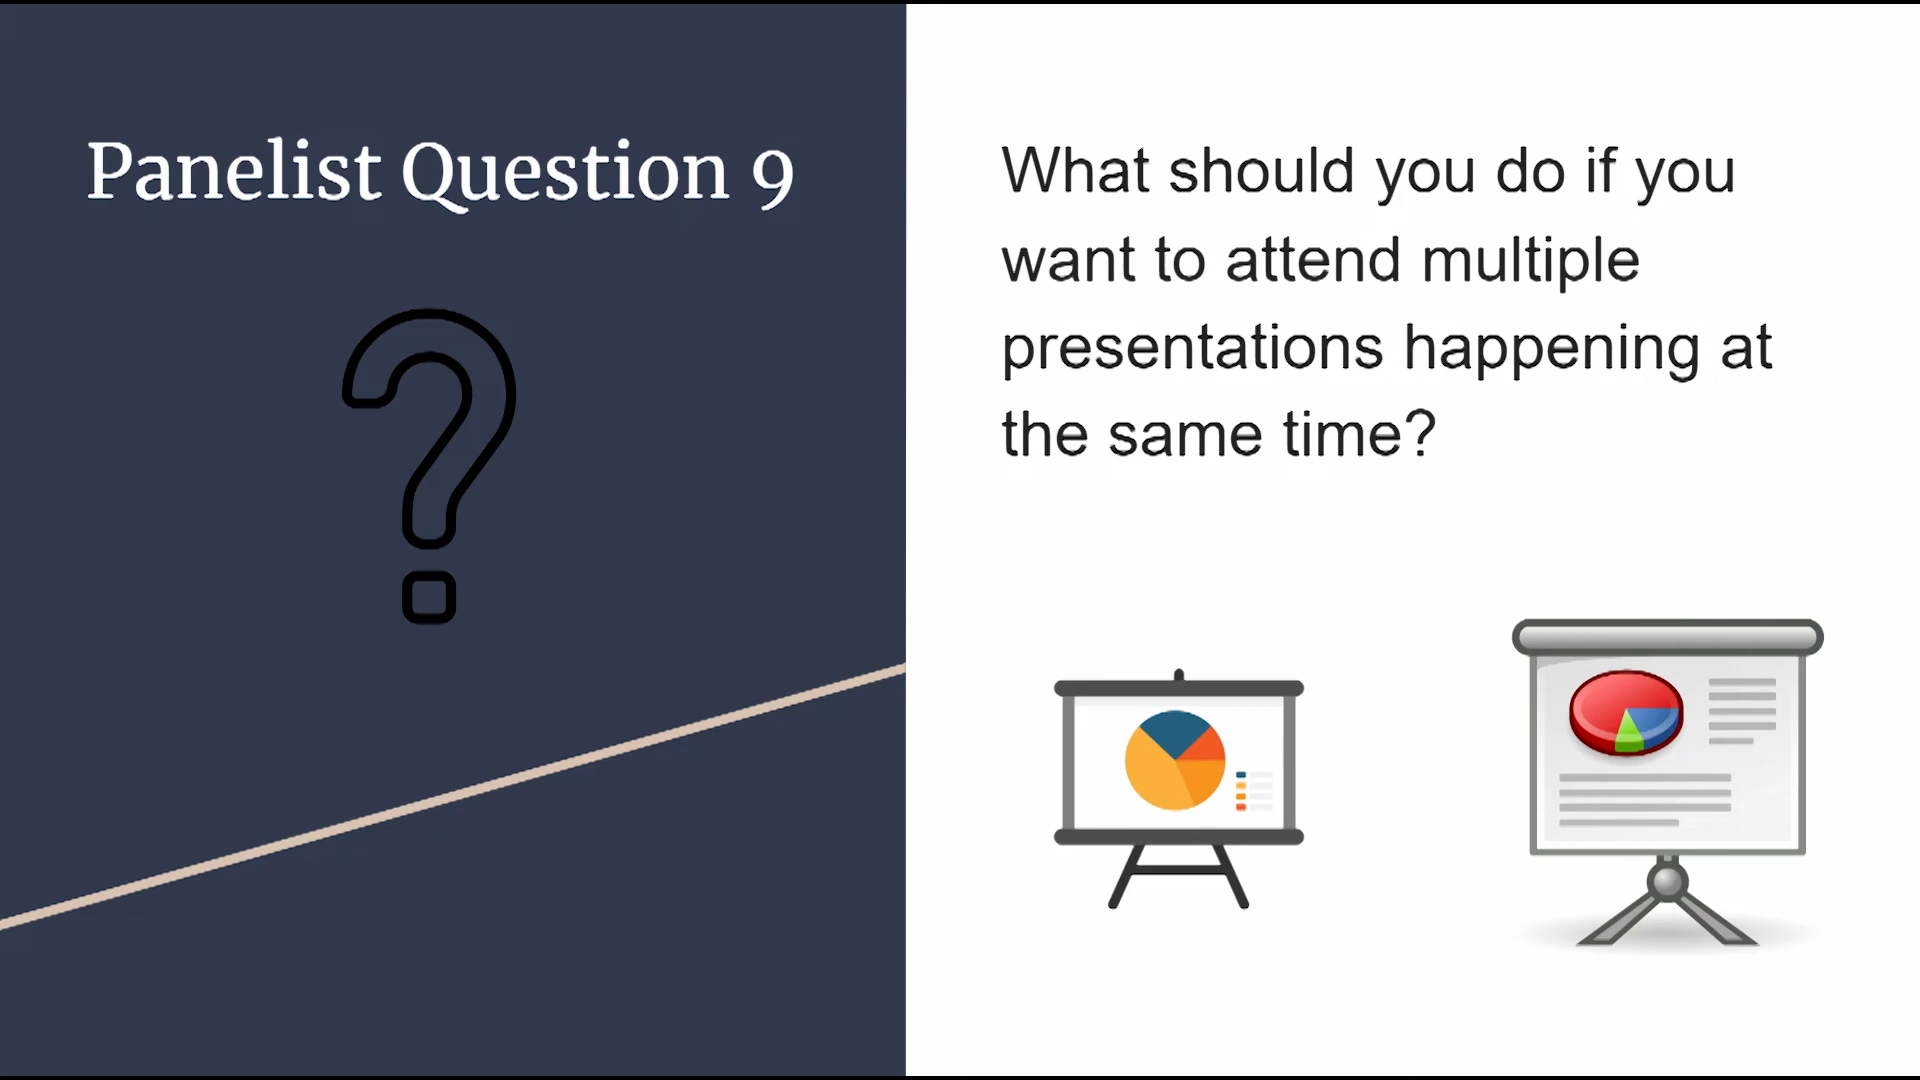 Panelist Question 9
What should you do if you
want to attend multiple
presentations happening at
the same time?